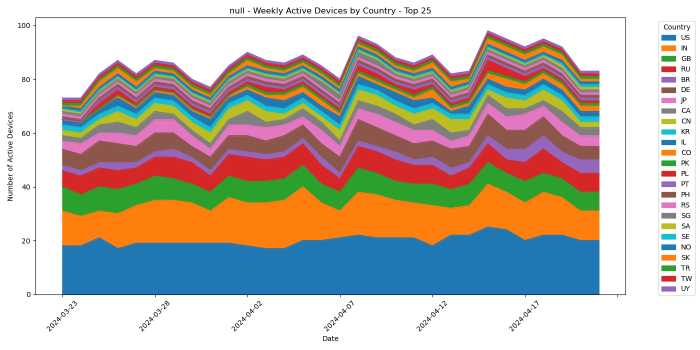 null - Weekly Active Devices by Country - Top 25
Number of Active Devices
100
80
60
40
20
0
2024-03-23
2024-03-28
2024-04-02
2024-04-07
2024-04-12
2024-04-17
Date
Country
US
IN
GB
RU
BR
DE
JP
CA
CN
KR
IL
CO
PK
PL
PT
PH
RS
SG
SA
SE
NO
SK
TR
TW
UY